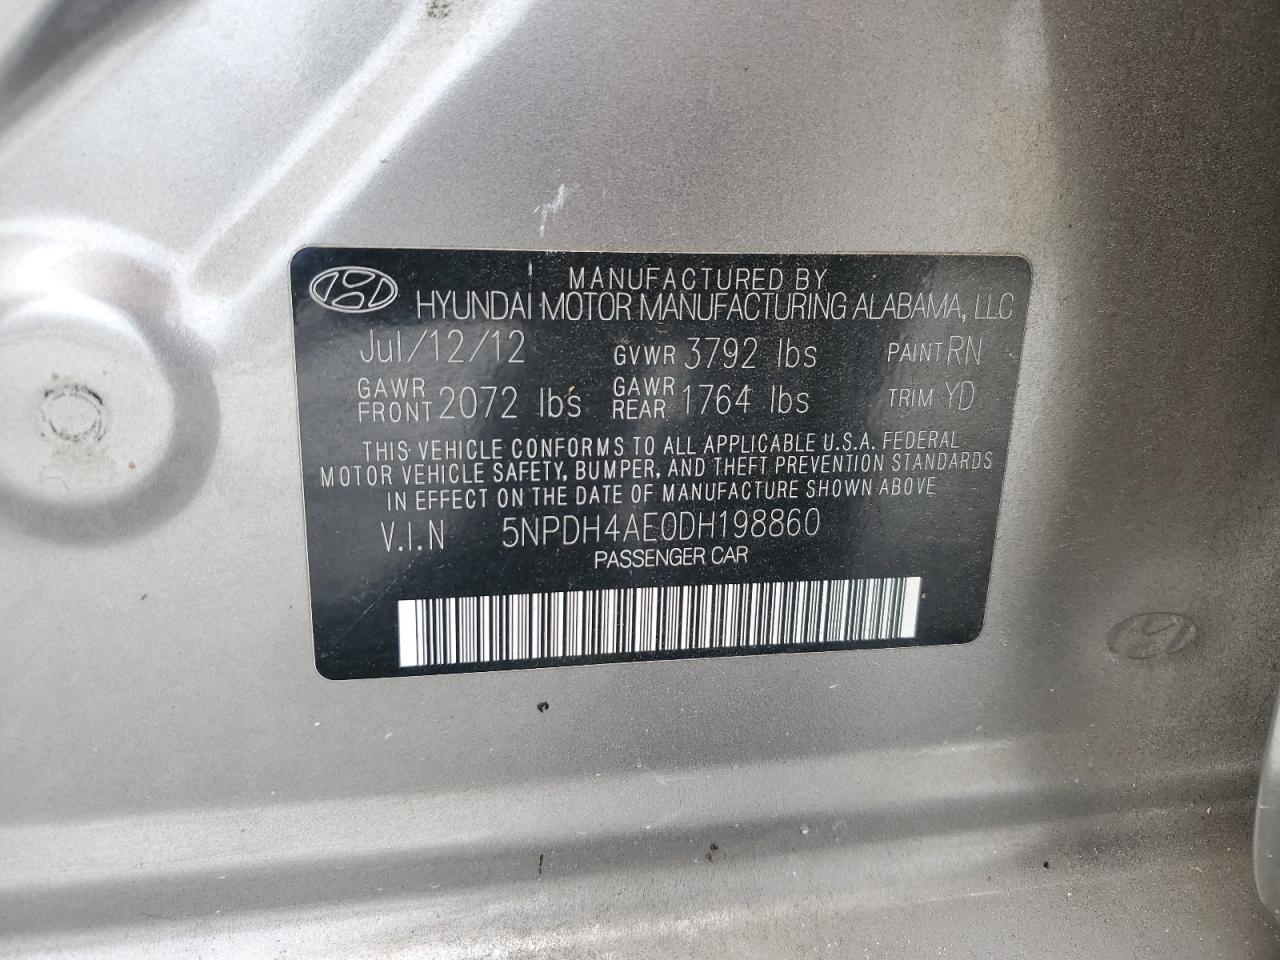 MANUFACTURED BY
HYUNDAI MOTOR MANUFACTURING ALABAMA, LLC
Jul/12/12 GVWR 3792 lbs PAINT RN
GAWR FRONT 2072 lbs GAWR REAR 1764 lbs TRIM YD
THIS VEHICLE CONFORMS TO ALL APPLICABLE U.S.A. FEDERAL
MOTOR VEHICLE SAFETY, BUMPER, AND THEFT PREVENTION STANDARDS
IN EFFECT ON THE DATE OF MANUFACTURE SHOWN ABOVE
V.I.N 5NPDH4AE0DH198860
PASSENGER CAR